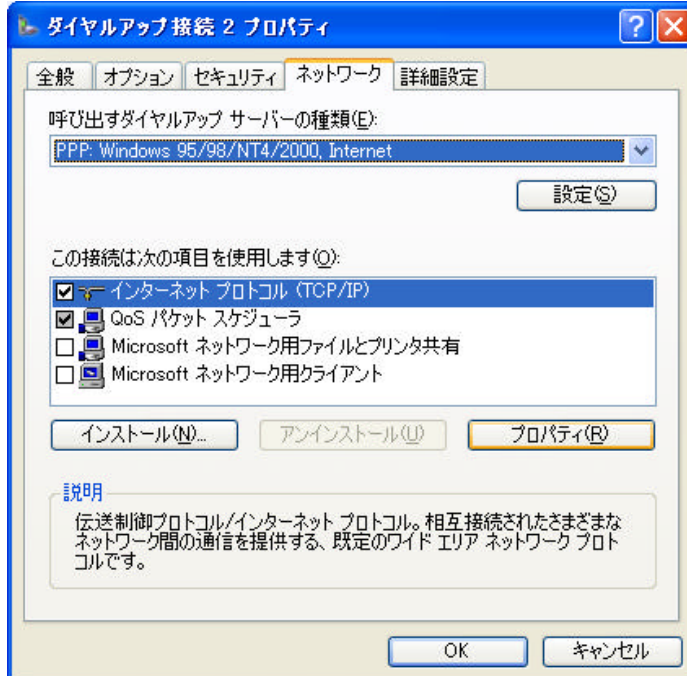 ダイヤルアップ接続 2 プロパティ
全般 オプション セキュリティ ネットワーク 詳細設定
呼び出すダイヤルアップ サーバーの種類(E):
PPP: Windows 95/98/NT4/2000, Internet
設定(S)
この接続は次の項目を使用します(O):
インターネット プロトコル (TCP/IP)
QoS パケット スケジューラ
Microsoft ネットワーク用ファイルとプリンタ共有
Microsoft ネットワーク用クライアント
インストール(N)... アンインストール(U) プロパティ(R)
説明
伝送制御プロトコル/インターネット プロトコル。相互接続されたさまざまな
ネットワーク間の通信を提供する、既定のワイド エリア ネットワーク プロト
コルです。
OK キャンセル